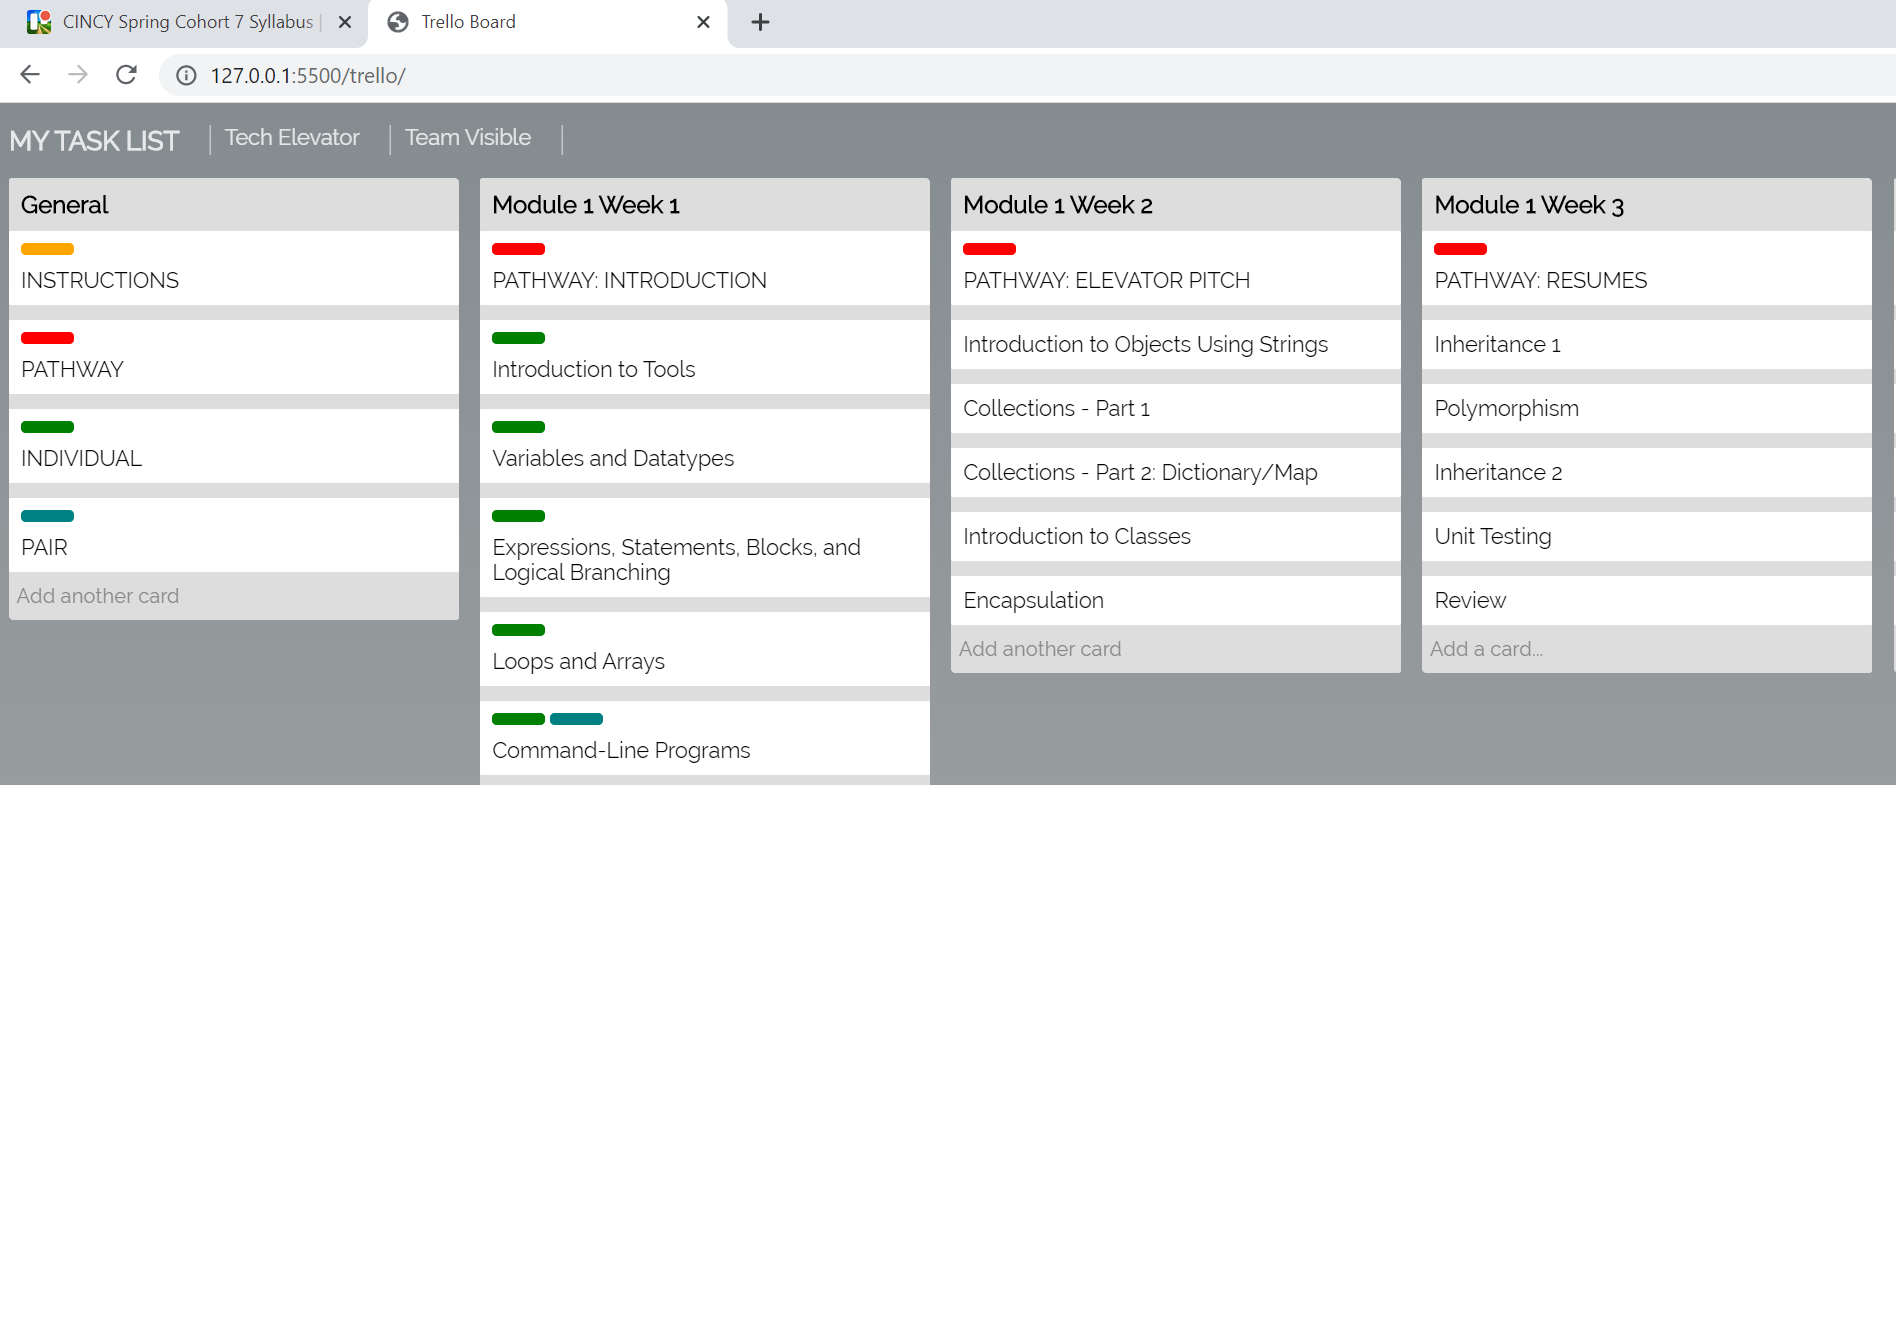 CINCY Spring Cohort 7 Syllabus |
Trello Board
127.0.0.1:5500/trello/
MY TASK LIST
Tech Elevator
Team Visible
General
INSTRUCTIONS
PATHWAY
INDIVIDUAL
PAIR
Add another card
Module 1 Week 1
PATHWAY: INTRODUCTION
Introduction to Tools
Variables and Datatypes
Expressions, Statements, Blocks, and
Logical Branching
Loops and Arrays
Command-Line Programs
Module 1 Week 2
PATHWAY: ELEVATOR PITCH
Introduction to Objects Using Strings
Collections - Part 1
Collections - Part 2: Dictionary/Map
Introduction to Classes
Encapsulation
Add another card
Module 1 Week 3
PATHWAY: RESUMES
Inheritance 1
Polymorphism
Inheritance 2
Unit Testing
Review
Add a card...